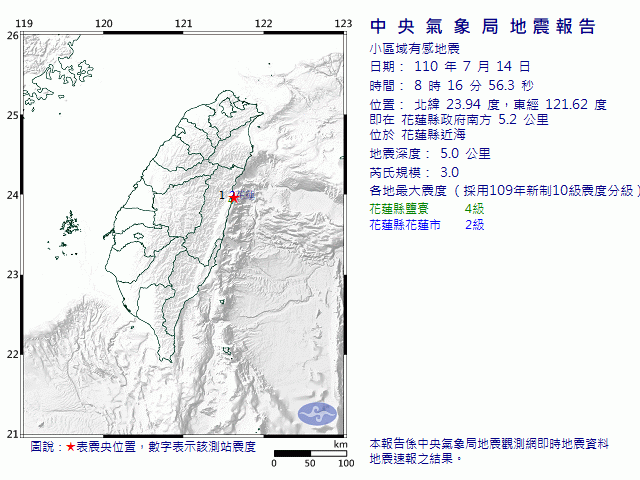 119 120 121 122 123
26
25
24
23
22
21
中央氣象局地震報告
小區域有感地震
日期： 110 年 7 月 14 日
時間： 8 時 16 分 56.3 秒
位置： 北緯 23.94 度，東經 121.62 度
即在 花蓮縣政府南方 5.2 公里
位於 花蓮縣近海
地震深度： 5.0 公里
芮氏規模： 3.0
各地最大震度（採用109年新制10級震度分級）
花蓮縣鹽寮 4級
花蓮縣花蓮市 2級
圖說：★表震央位置，數字表示該測站震度
km
0 50 100
本報告係中央氣象局地震觀測網即時地震資料
地震速報之結果。